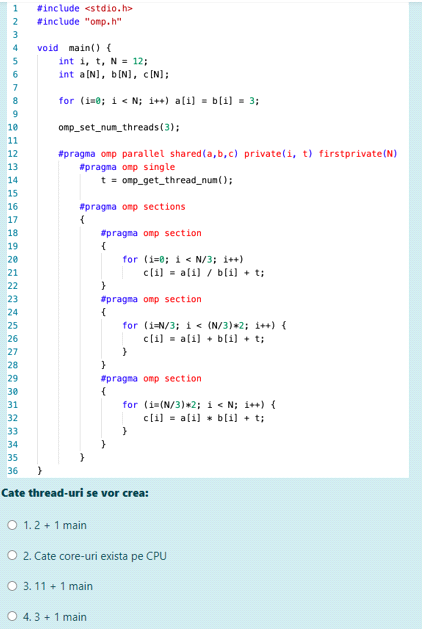 1 #include <stdio.h>
2 #include "omp.h"
3
4 void main() {
5 int i, t, N = 12;
6 int a[N], b[N], c[N];
7
8 for (i=0; i < N; i++) a[i] = b[i] = 3;
9
10 omp_set_num_threads(3);
11
12 #pragma omp parallel shared(a,b,c) private(i, t) firstprivate(N)
13 #pragma omp single
14 t = omp_get_thread_num();
15
16 #pragma omp sections
17 {
18 #pragma omp section
19 {
20 for (i=0; i < N/3; i++)
21 c[i] = a[i] / b[i] + t;
22 }
23 #pragma omp section
24 {
25 for (i=N/3; i < (N/3)*2; i++) {
26 c[i] = a[i] + b[i] + t;
27 }
28 }
29 #pragma omp section
30 {
31 for (i=(N/3)*2; i < N; i++) {
32 c[i] = a[i] * b[i] + t;
33 }
34 }
35 }
36 }
Cate thread-uri se vor crea:
1. 2 + 1 main
2. Cate core-uri exista pe CPU
3. 11 + 1 main
4. 3 + 1 main